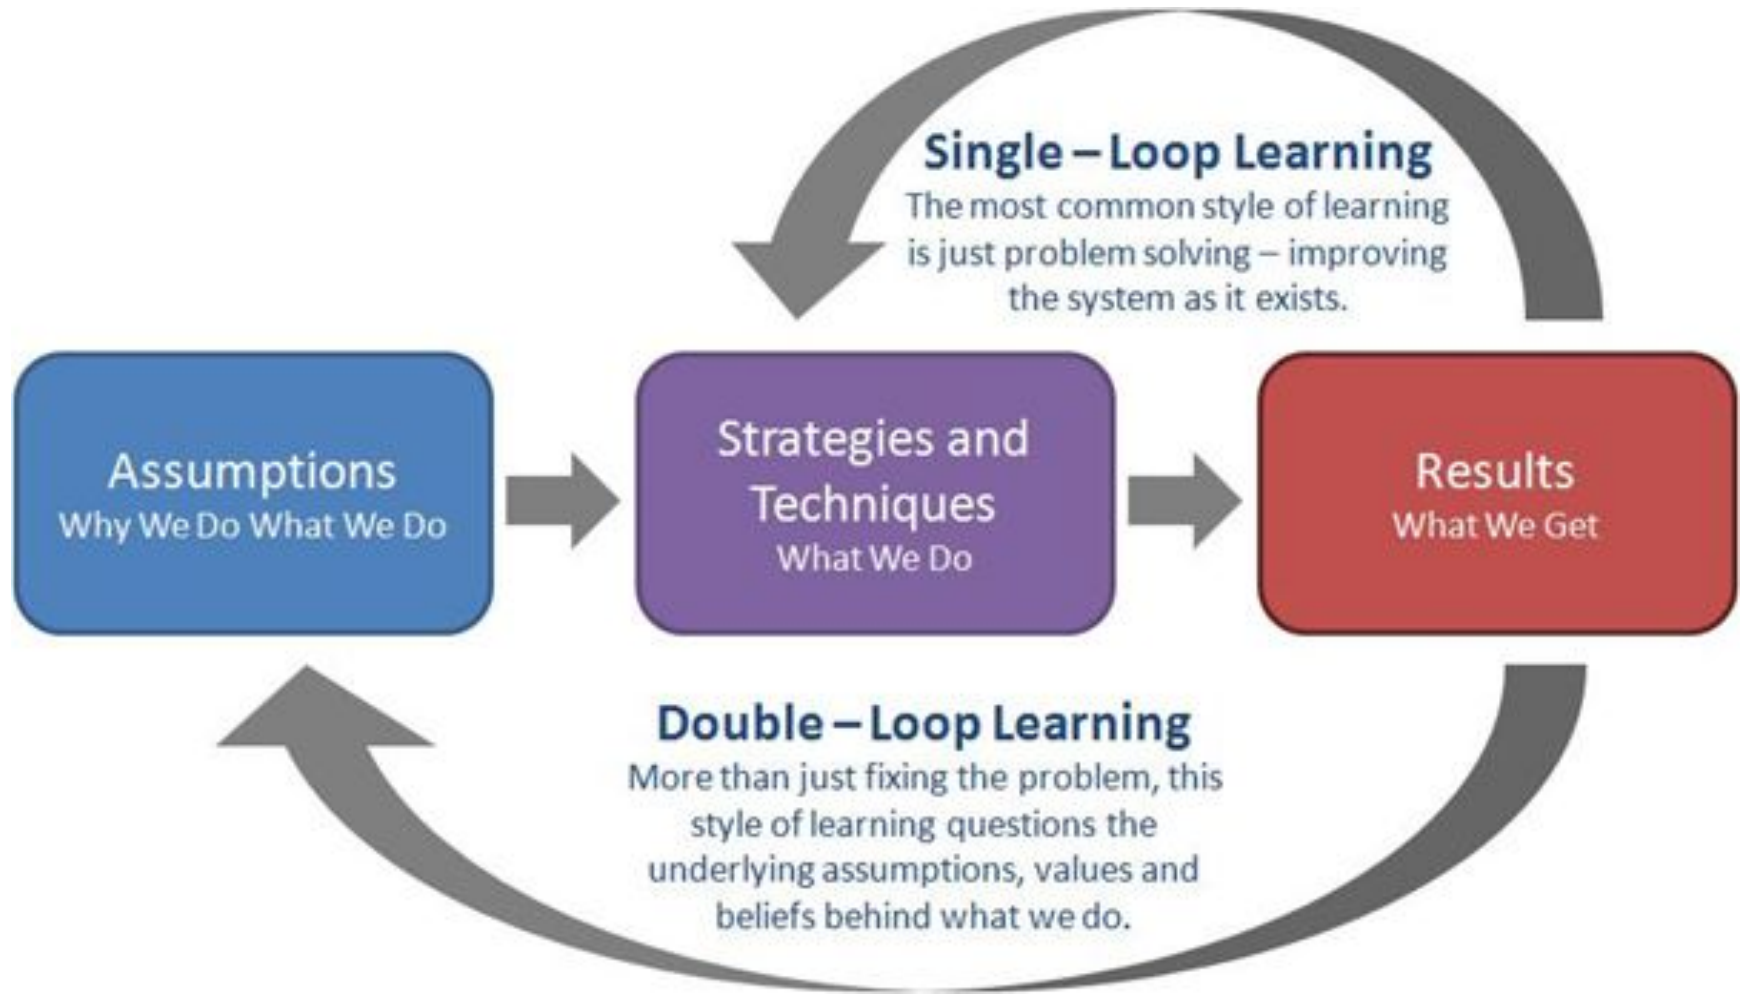 Single – Loop Learning
The most common style of learning
is just problem solving – improving
the system as it exists.
Assumptions
Why We Do What We Do
Strategies and
Techniques
What We Do
Results
What We Get
Double – Loop Learning
More than just fixing the problem, this
style of learning questions the
underlying assumptions, values and
beliefs behind what we do.